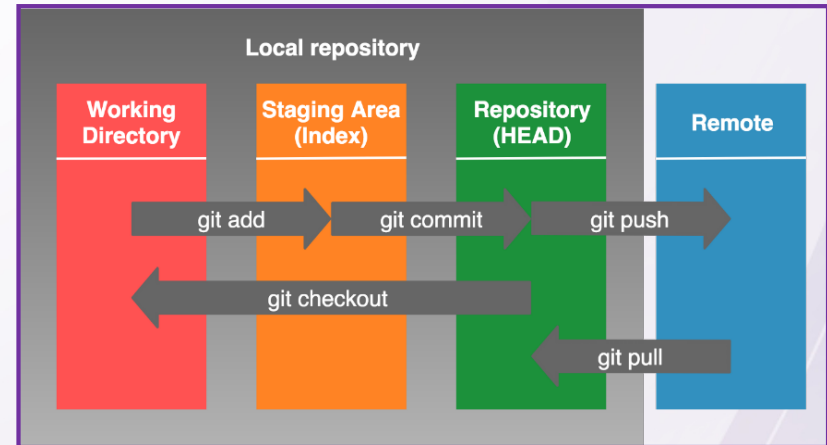 Local repository
Working
Directory
Staging Area
(Index)
Repository
(HEAD)
Remote
git add
git commit
git push
git checkout
git pull